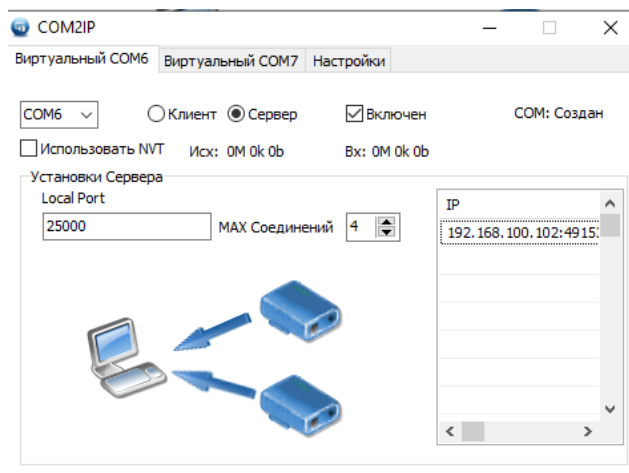 COM2IP
Виртуальный COM6 Виртуальный COM7 Настройки
COM6 Клиент Сервер Включен COM: Создан
Использовать NVT Исх: 0M 0k 0b Вх: 0M 0k 0b
Установки Сервера
Local Port
IP
25000 MAX Соединений 4
192.168.100.102:4915